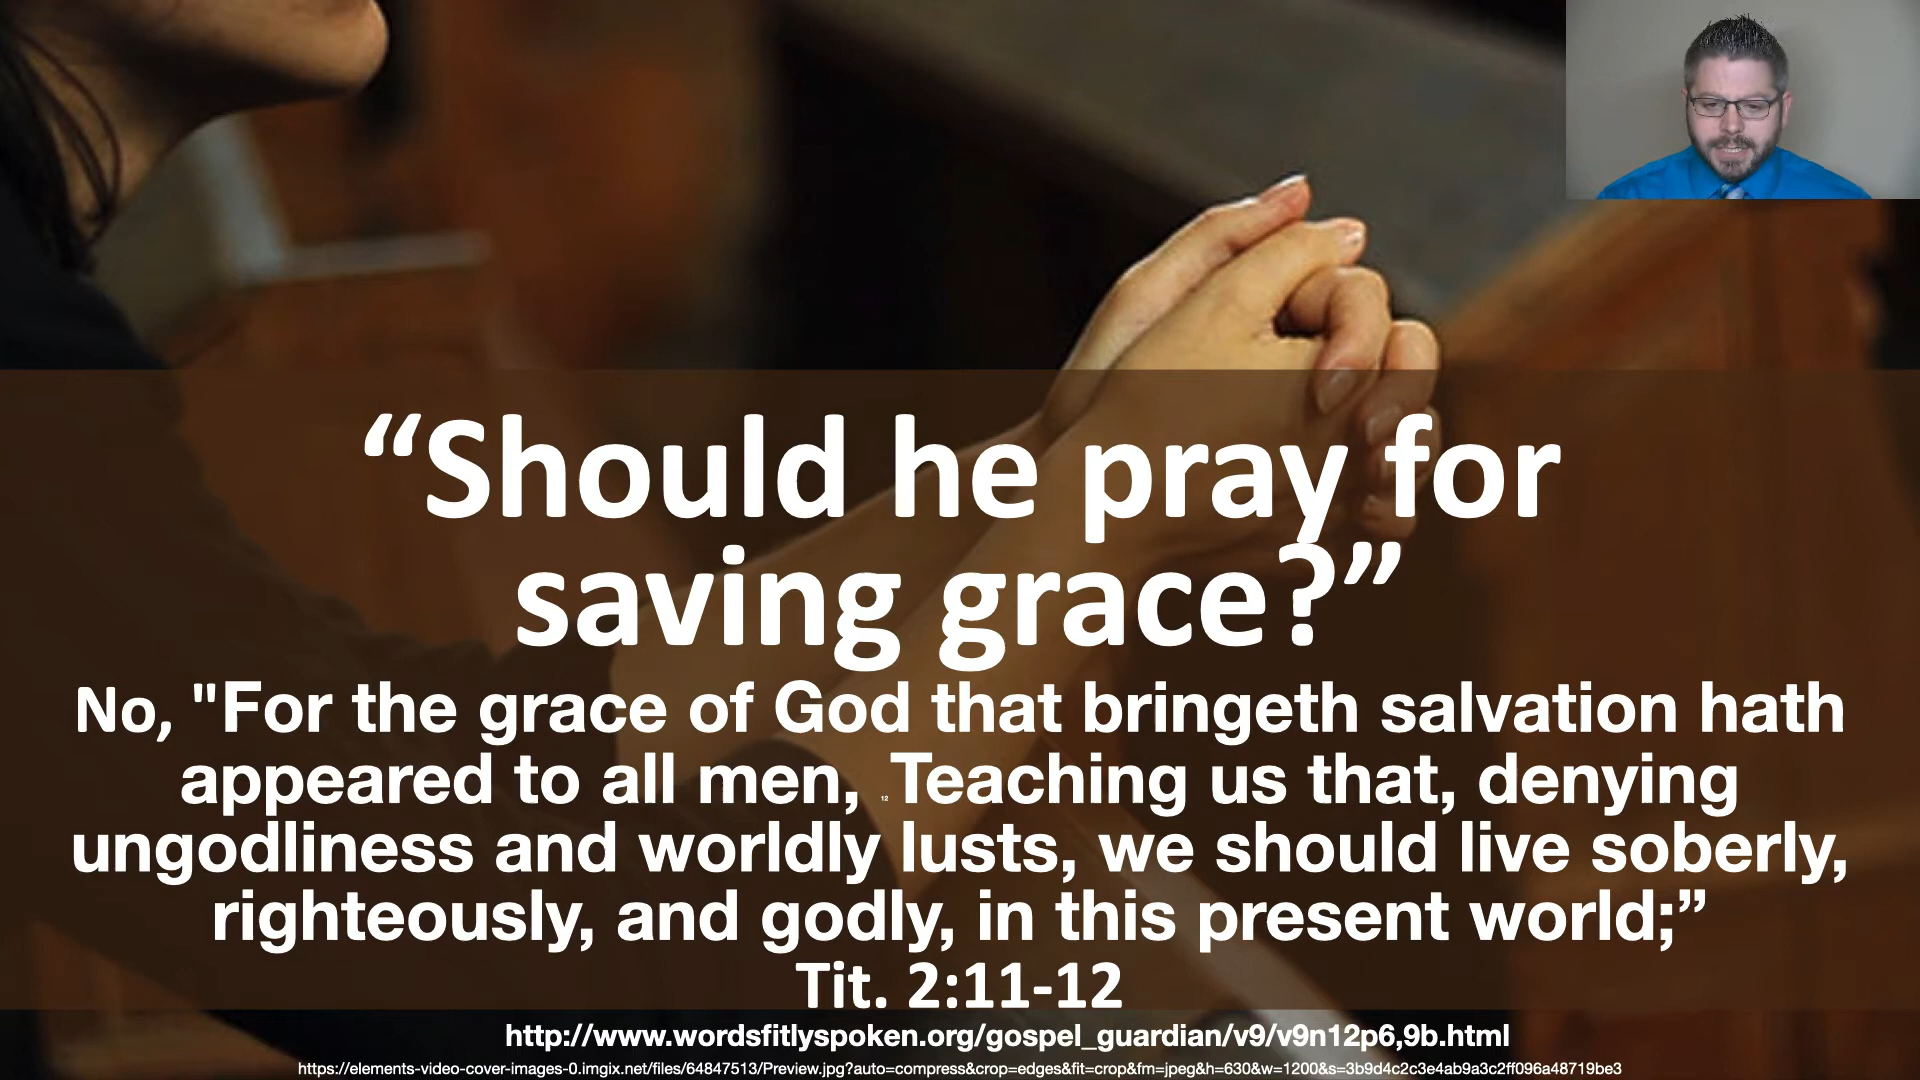 “Should he pray for
saving grace?”
No, "For the grace of God that bringeth salvation hath
appeared to all men, 12 Teaching us that, denying
ungodliness and worldly lusts, we should live soberly,
righteously, and godly, in this present world;”
Tit. 2:11-12
http://www.wordsfitlyspoken.org/gospel_guardian/v9/v9n12p6,9b.html
https://elements-video-cover-images-0.imgix.net/files/64847513/Preview.jpg?auto=compress&crop=edges&fit=crop&fm=jpeg&h=630&w=1200&s=3b9d4c2c3e4ab9a3c2ff096a48719be3